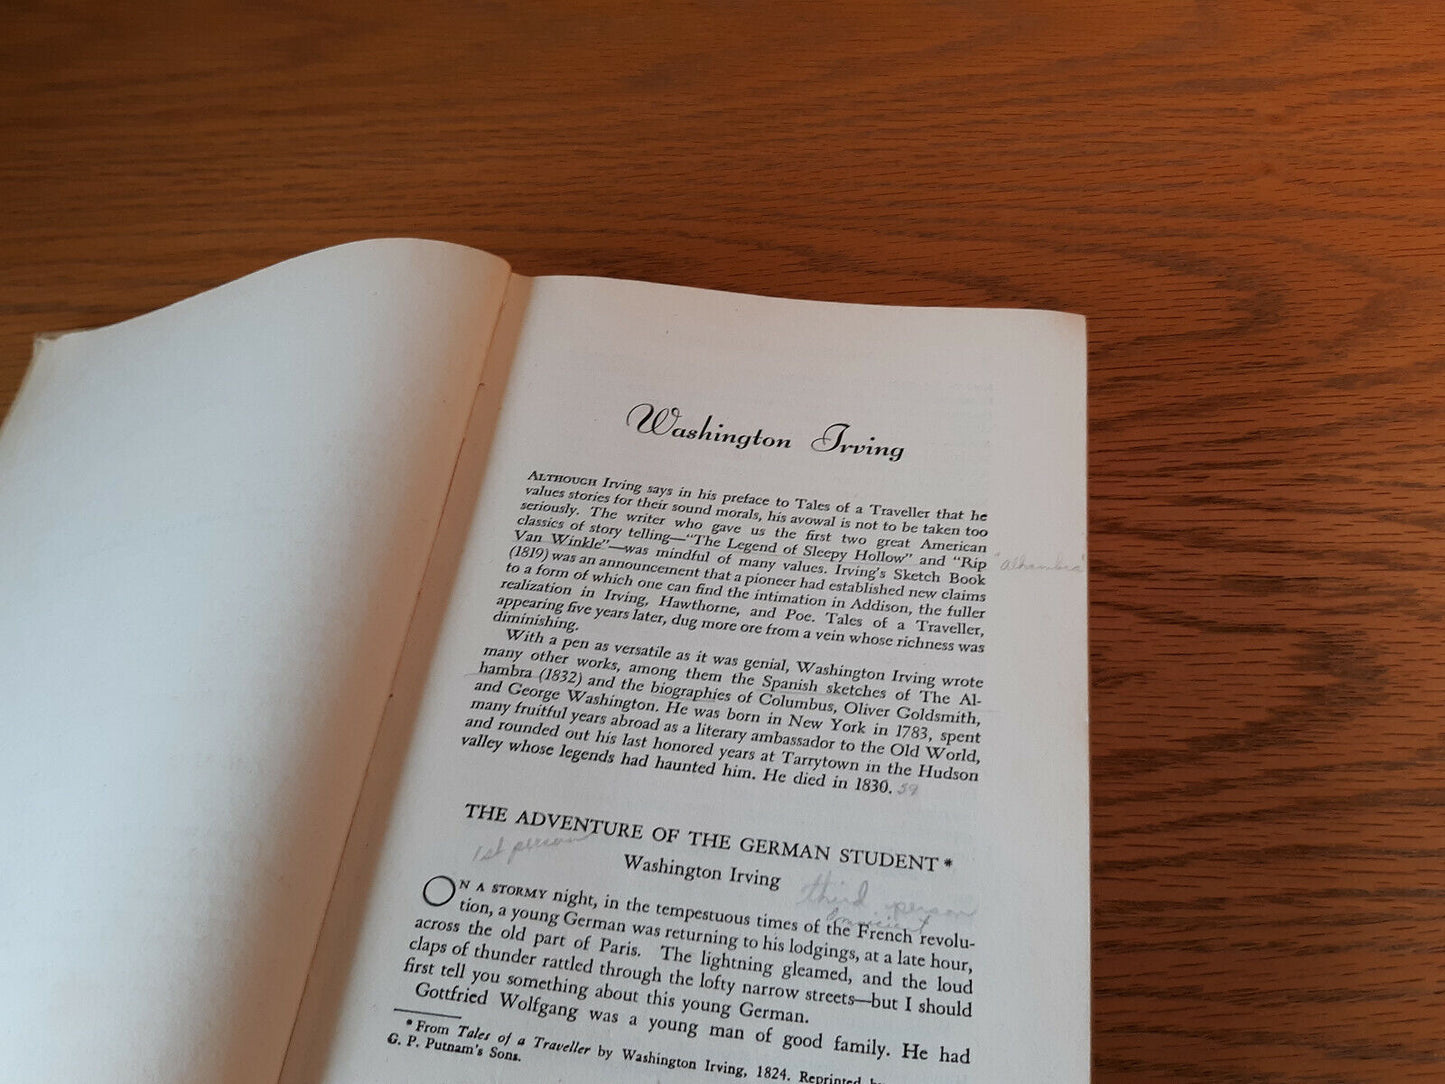 Washington Irving
ALTHOUGH Irving says in his preface to Tales of a Traveller that he
values stories for their sound morals, his avowal is not to be taken too
seriously. The writer who gave us the first two great American
classics of story telling—"The Legend of Sleepy Hollow" and "Rip
Van Winkle"—was mindful of many values. Irving's Sketch Book
"alhambra"
(1819) was an announcement that a pioneer had established new claims
to a form of which one can find the intimation in Addison, the fuller
realization in Irving, Hawthorne, and Poe. Tales of a Traveller,
appearing five years later, dug more ore from a vein whose richness was
diminishing.
With a pen as versatile as it was genial, Washington Irving wrote
many other works, among them the Spanish sketches of The Al-
hambra (1832) and the biographies of Columbus, Oliver Goldsmith,
and George Washington. He was born in New York in 1783, spent
many fruitful years abroad as a literary ambassador to the Old World,
and rounded out his last honored years at Tarrytown in the Hudson
valley whose legends had haunted him. He died in 1830. 59
THE ADVENTURE OF THE GERMAN STUDENT*
1st person
Washington Irving
third person
ON A STORMY night, in the tempestuous times of the French revolu-
tion, a young German was returning to his lodgings, at a late hour,
across the old part of Paris. The lightning gleamed, and the loud
claps of thunder rattled through the lofty narrow streets—but I should
first tell you something about this young German.
Gottfried Wolfgang was a young man of good family. He had
* From Tales of a Traveller by Washington Irving, 1824. Reprinted
G. P. Putnam's Sons.